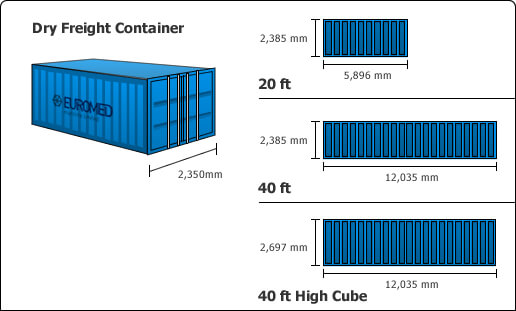 Dry Freight Container
EUROMED
2,350mm
2,385 mm
5,896 mm
20 ft
2,385 mm
12,035 mm
40 ft
2,697 mm
12,035 mm
40 ft High Cube